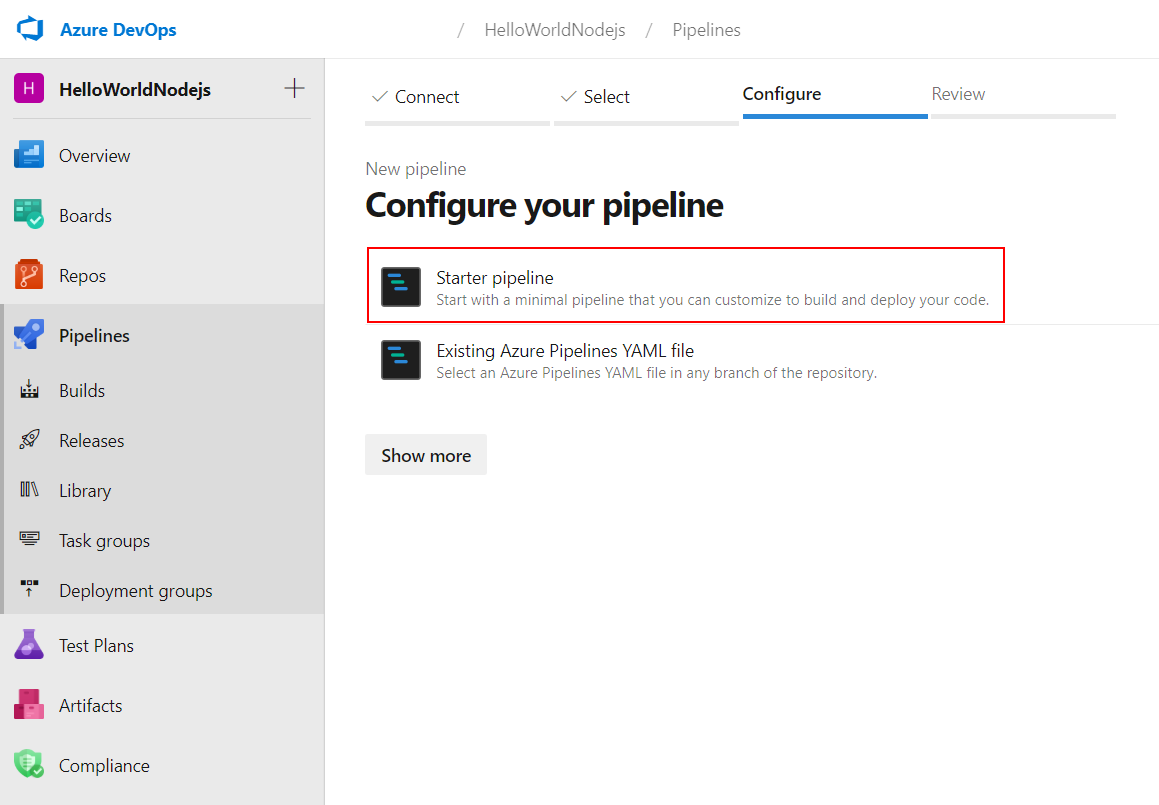 Azure DevOps / HelloWorldNodejs / Pipelines
H HelloWorldNodejs
Overview
Boards
Repos
Pipelines
Builds
Releases
Library
Task groups
Deployment groups
Test Plans
Artifacts
Compliance
Connect Select Configure Review
New pipeline
Configure your pipeline
Starter pipeline
Start with a minimal pipeline that you can customize to build and deploy your code.
Existing Azure Pipelines YAML file
Select an Azure Pipelines YAML file in any branch of the repository.
Show more